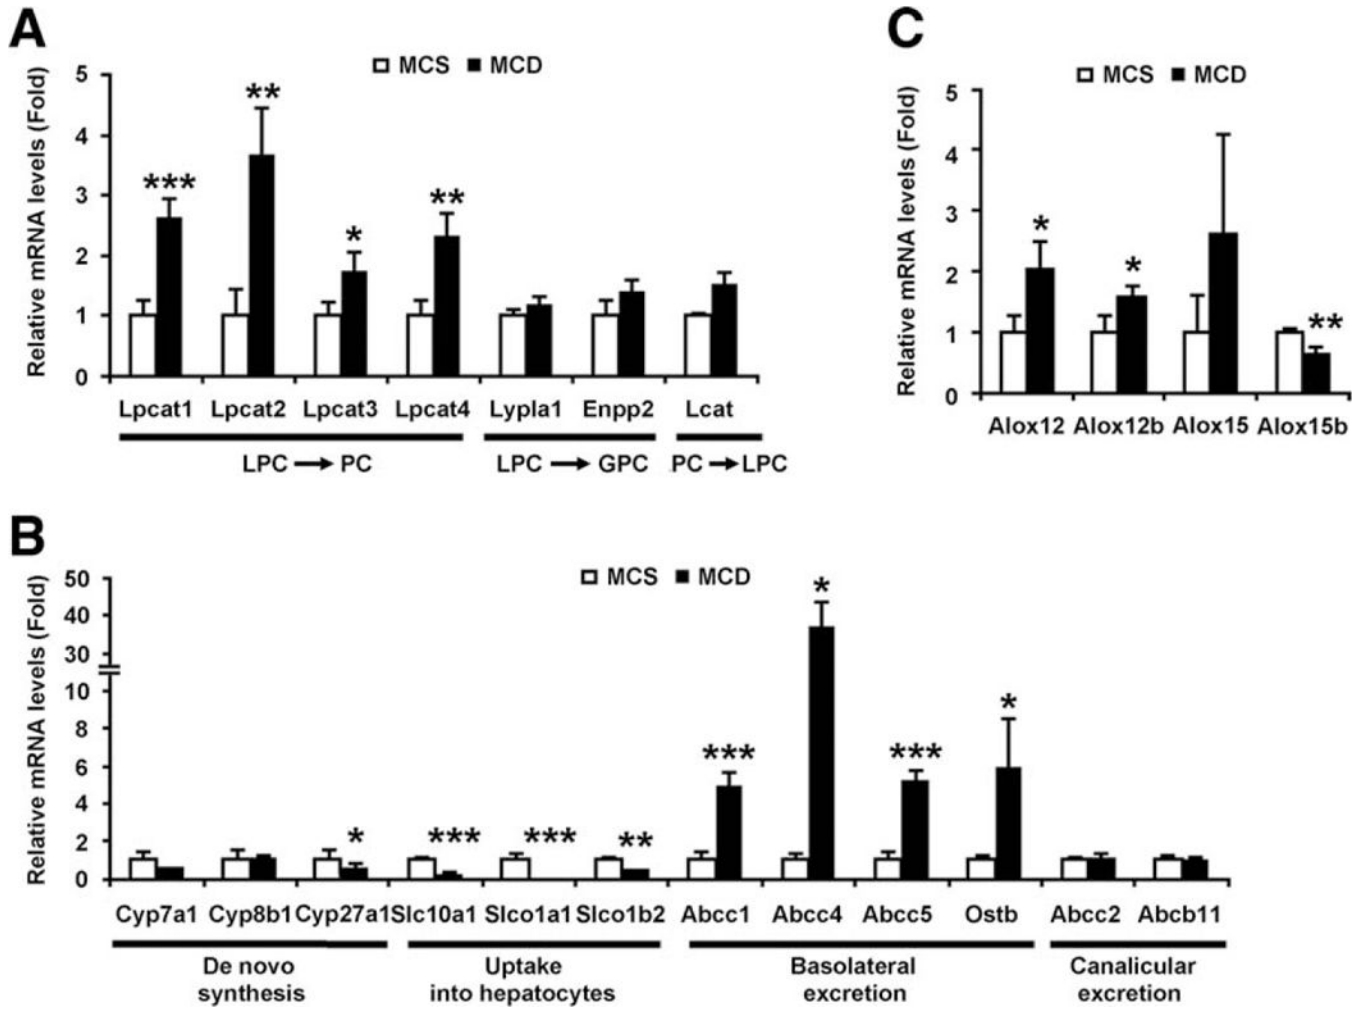 A
MCS MCD
Relative mRNA levels (Fold)
5
4
3
2
1
0
***
**
*
**
Lpcat1 Lpcat2 Lpcat3 Lpcat4 Lypla1 Enpp2 Lcat
LPC → PC LPC → GPC PC → LPC
C
MCS MCD
Relative mRNA levels (Fold)
5
4
3
2
1
0
*
*
**
Alox12 Alox12b Alox15 Alox15b
B
MCS MCD
Relative mRNA levels (Fold)
50
40
30
10
8
6
4
2
0
*
***
***
**
***
*
***
*
Cyp7a1 Cyp8b1 Cyp27a1 Slc10a1 Slco1a1 Slco1b2 Abcc1 Abcc4 Abcc5 Ostb Abcc2 Abcb11
De novo synthesis
Uptake into hepatocytes
Basolateral excretion
Canalicular excretion